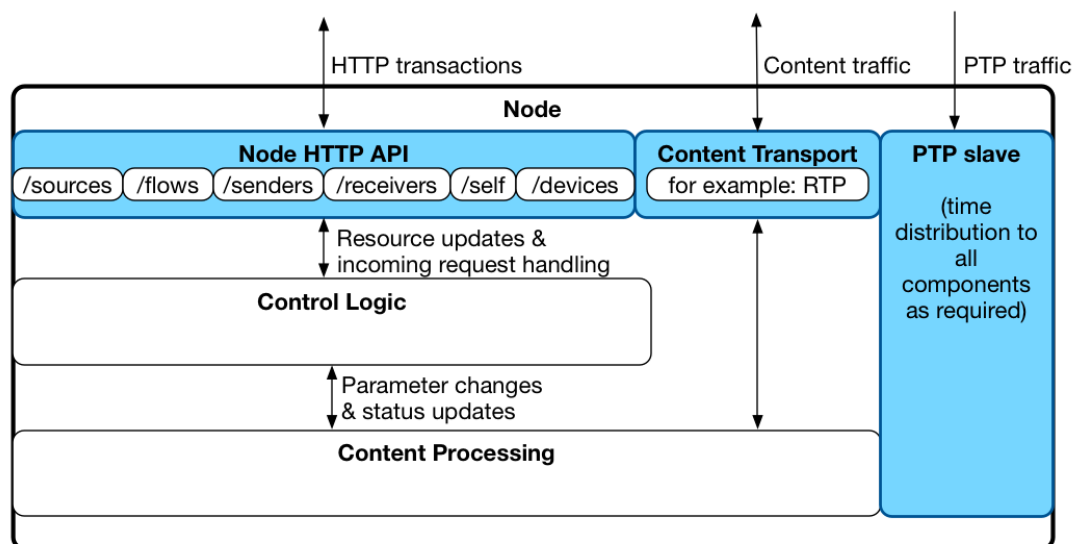 HTTP transactions
Content traffic
PTP traffic
Node
Node HTTP API
/sources
/flows
/senders
/receivers
/self
/devices
Content Transport
for example: RTP
PTP slave
(time
distribution to
all
components
as required)
Resource updates &
incoming request handling
Control Logic
Parameter changes
& status updates
Content Processing